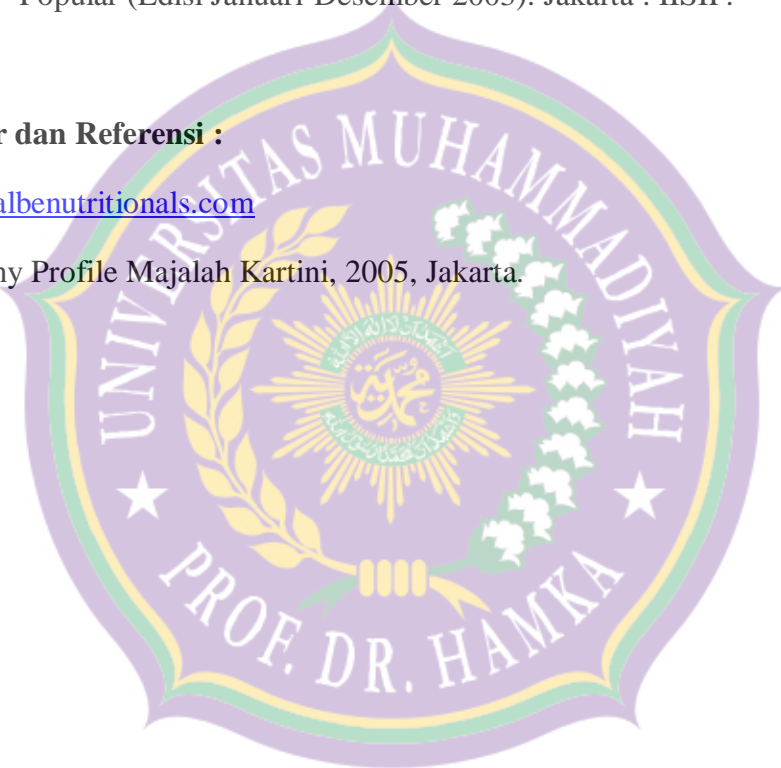 Popular (Edisi Januari-Desember 2005). Jakarta : IISIP.
r dan Referensi :
albenutritionals.com
ny Profile Majalah Kartini, 2005, Jakarta.
UNIVERSITAS MUHAMMADIYAH
PROF. DR. HAMKA
محمدية